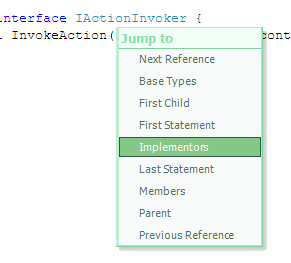 interface IActionInvoker {
InvokeAction( cont
Jump to
Next Reference
Base Types
First Child
First Statement
Implementors
Last Statement
Members
Parent
Previous Reference